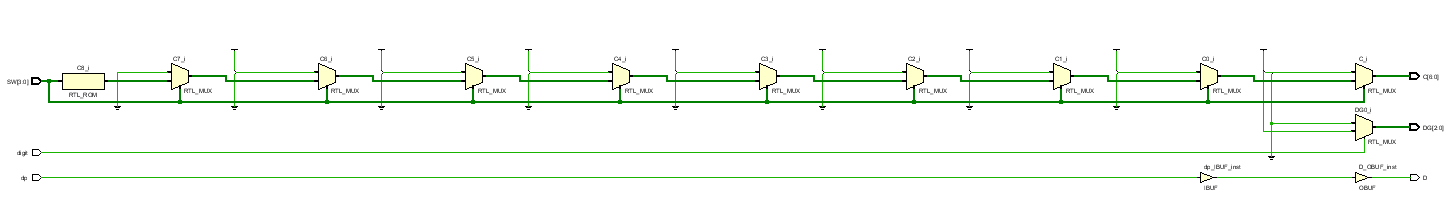 C8_i
C7_i
C6_i
C5_i
C4_i
C3_i
C2_i
C1_i
C0_i
C_i
SW[3:0]
C[6:0]
RTL_ROM
RTL_MUX
RTL_MUX
RTL_MUX
RTL_MUX
RTL_MUX
RTL_MUX
RTL_MUX
RTL_MUX
RTL_MUX
DG0_i
DG[2:0]
RTL_MUX
digit
dp_IBUF_inst
D_OBUF_inst
dp
D
IBUF
OBUF